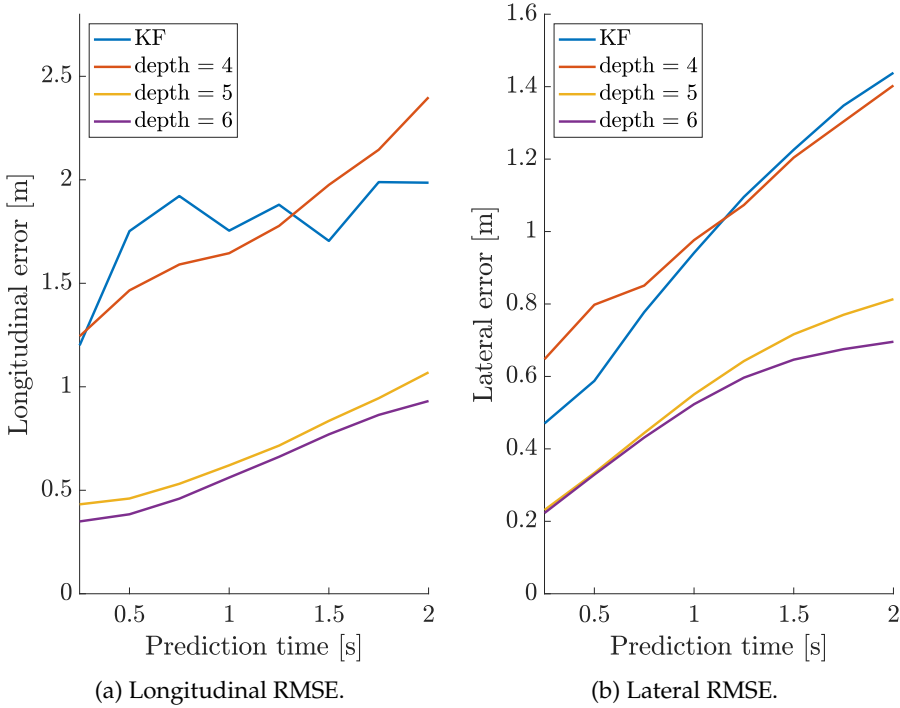 KF
depth = 4
depth = 5
depth = 6
2.5
2
1.5
1
0.5
0
Longitudinal error [m]
0.5 1 1.5 2
Prediction time [s]
(a) Longitudinal RMSE.
KF
depth = 4
depth = 5
depth = 6
1.6
1.4
1.2
1
0.8
0.6
0.4
0.2
0
Lateral error [m]
0.5 1 1.5 2
Prediction time [s]
(b) Lateral RMSE.